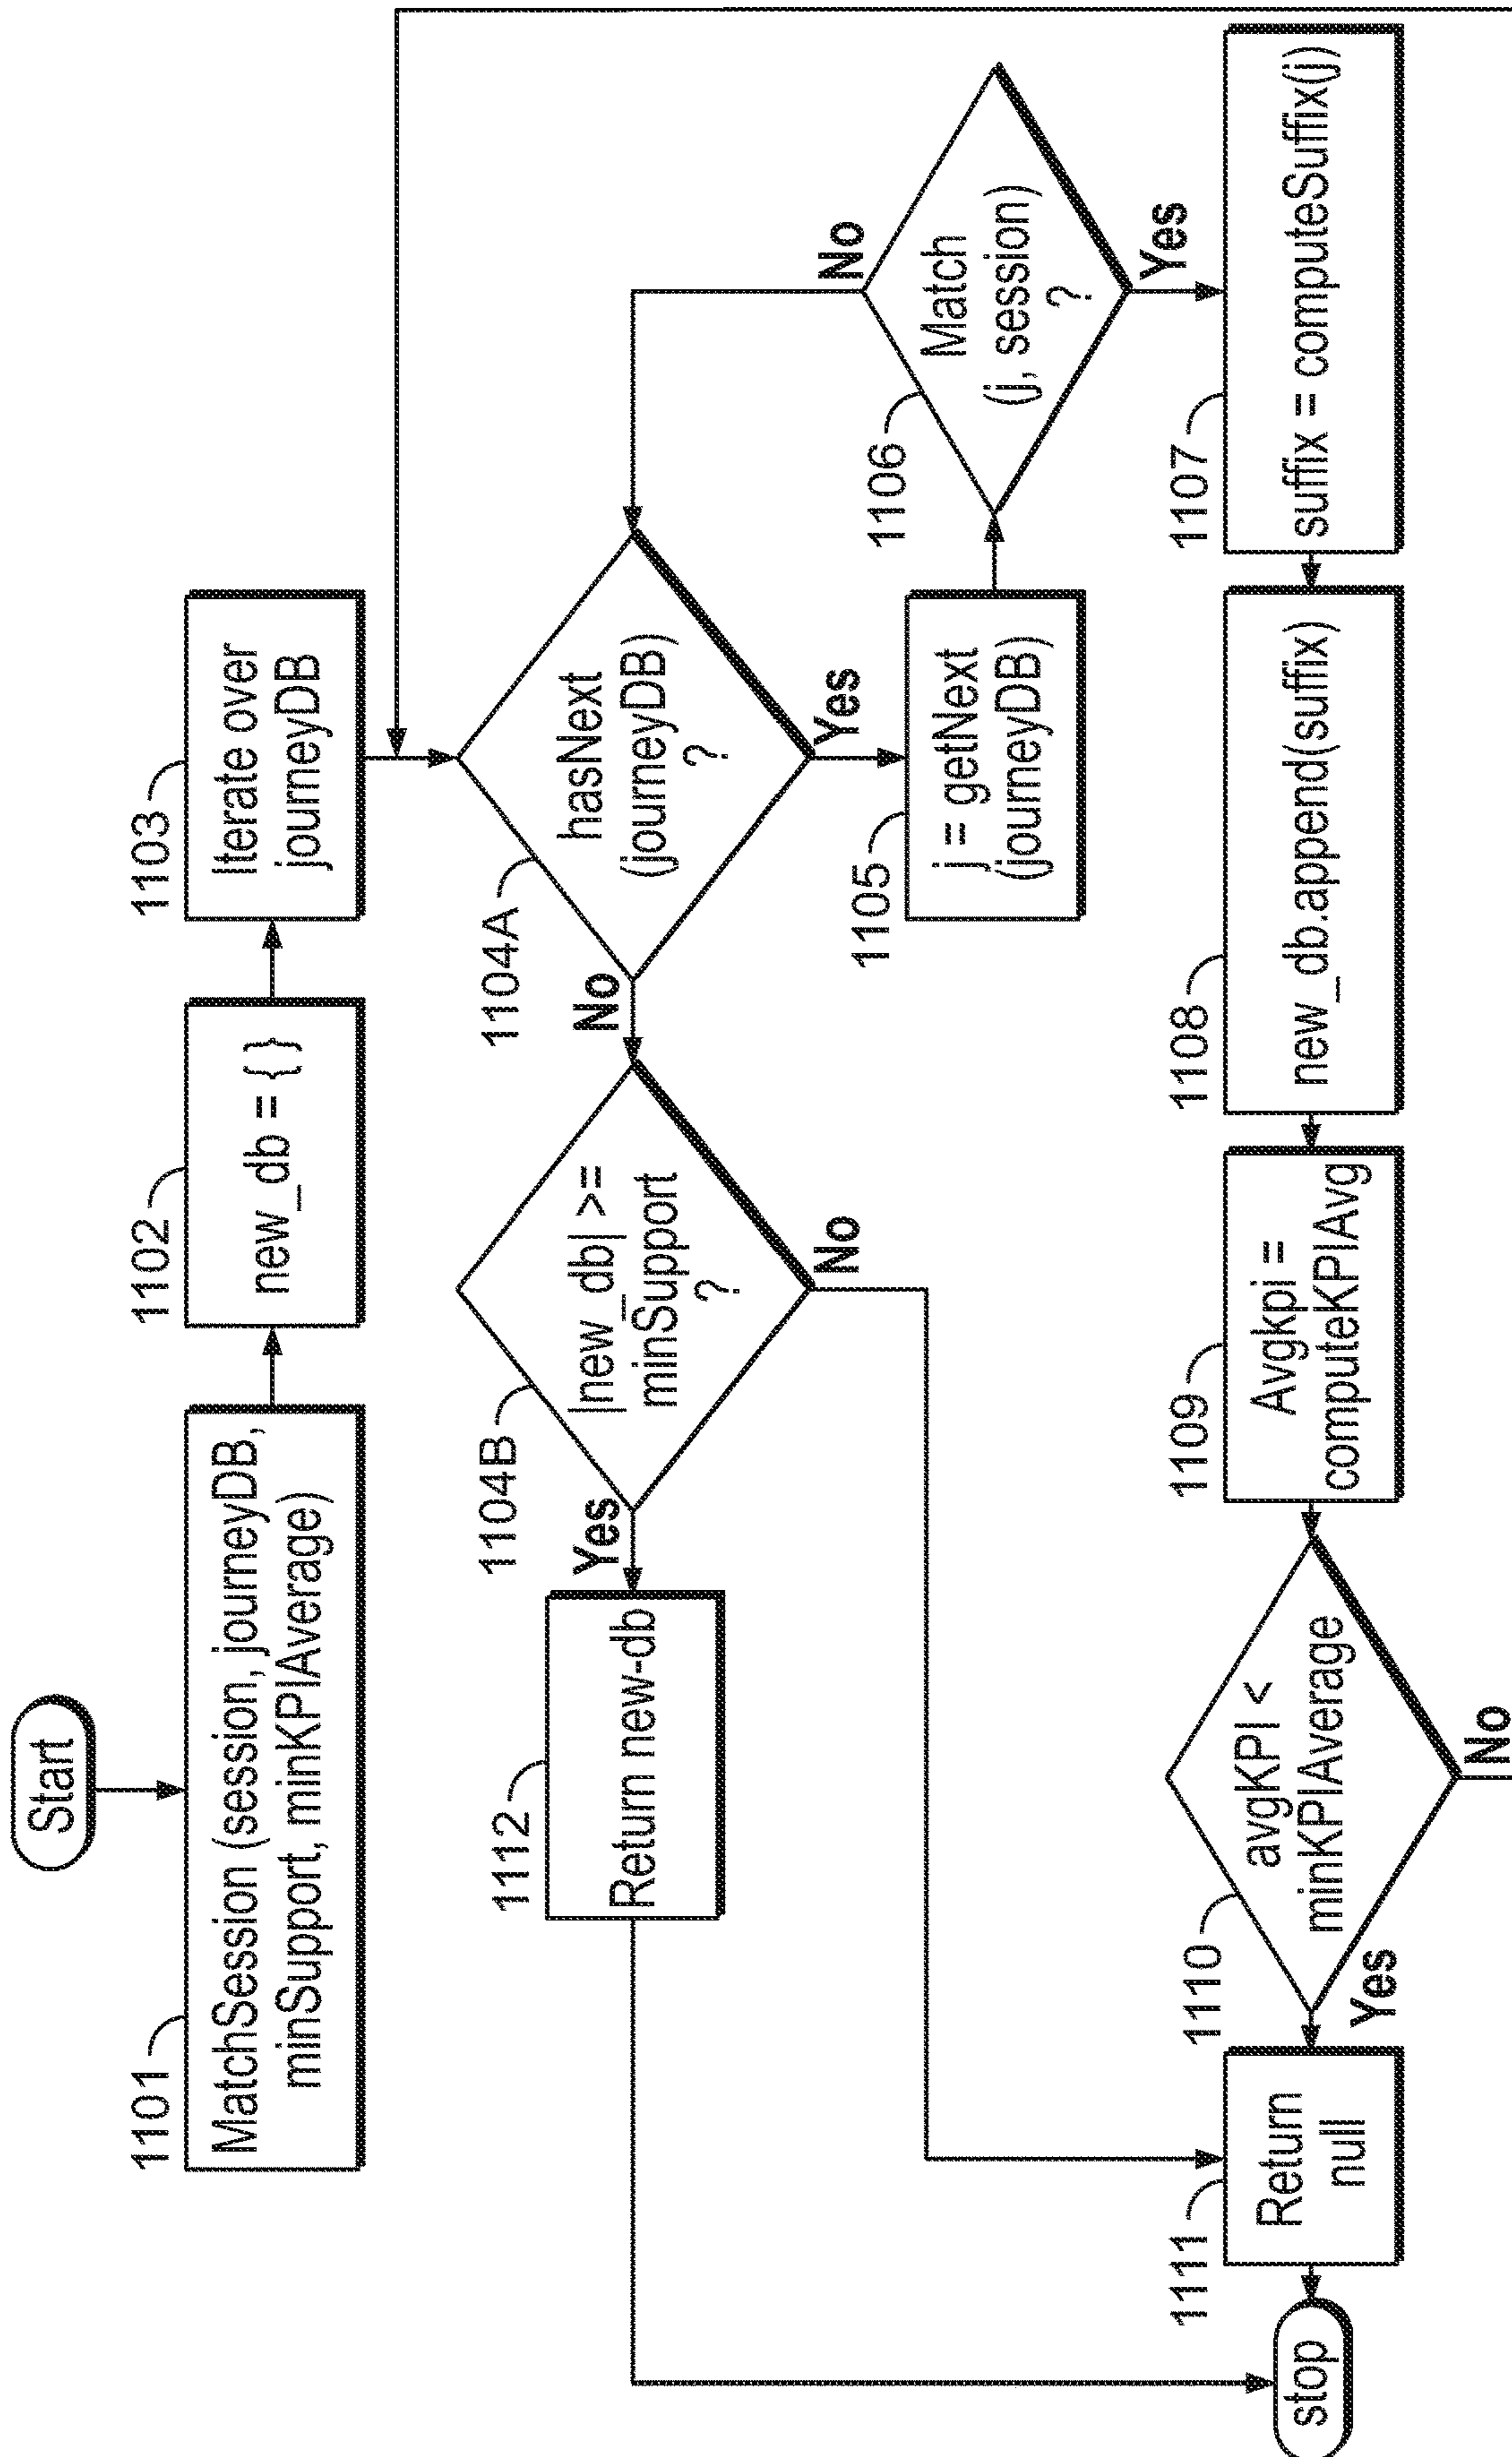 Start
1101
MatchSession (session, journeyDB,
minSupport, minKPIAverage)
1102
new_db = { }
1103
Iterate over
journeyDB
1104A
hasNext
(journeyDB)
?
No
Yes
1104B
|new_db| >=
minSupport
?
Yes
No
1112
Return new-db
1105
j = getNext
(journeyDB)
1106
Match
(j, session)
?
No
Yes
1107
suffix = computeSuffix(j)
1108
new_db.append(suffix)
1109
Avgkpi =
computeKPIAvg
1110
avgKPI <
minKPIAverage
Yes
No
1111
Return
null
stop